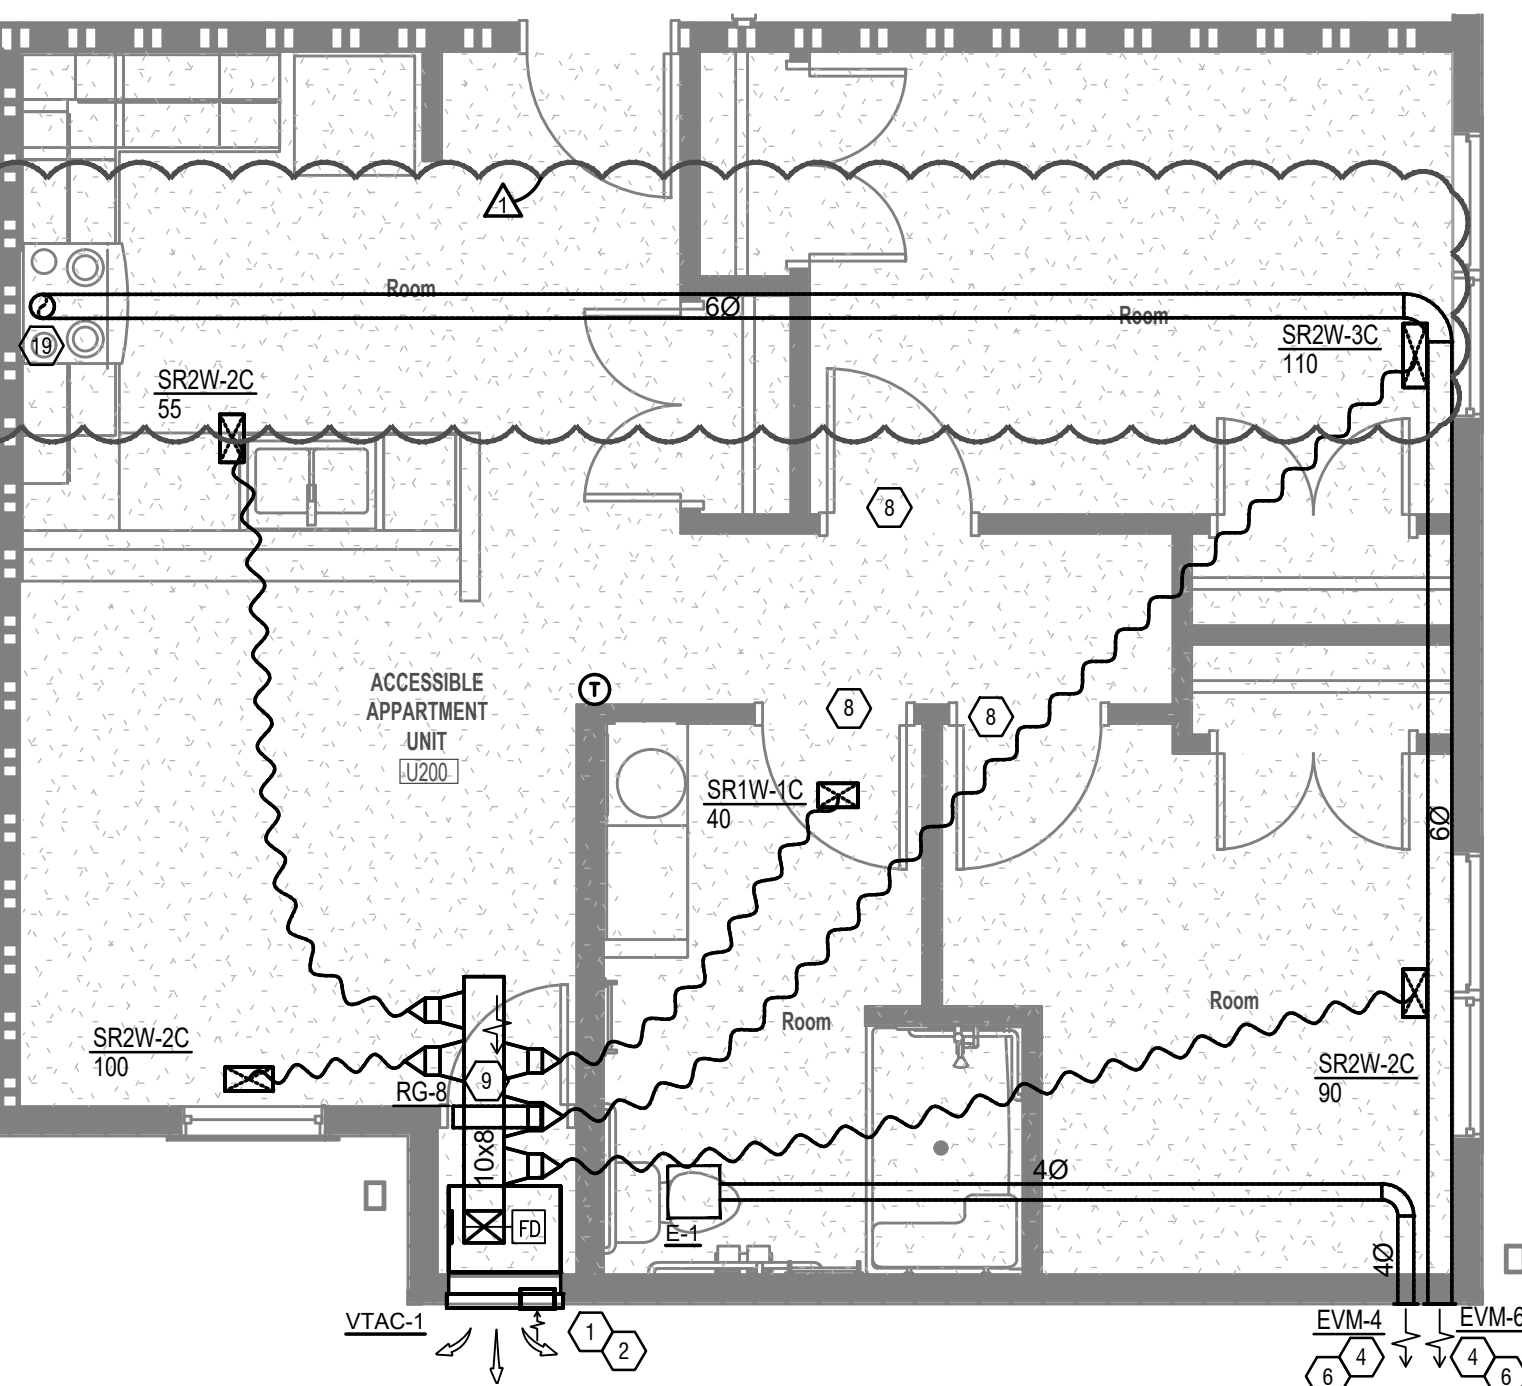 1
Room
6Ø
Room
19
SR2W-3C
110
SR2W-2C
55
8
ACCESSIBLE
APPARTMENT
UNIT
U200
T
8
8
SR1W-1C
40
6Ø
Room
Room
SR2W-2C
100
9
RG-8
10x8
SR2W-2C
90
4Ø
E-1
FD
4Ø
VTAC-1
1
2
EVM-4
4
6
EVM-6
4
6